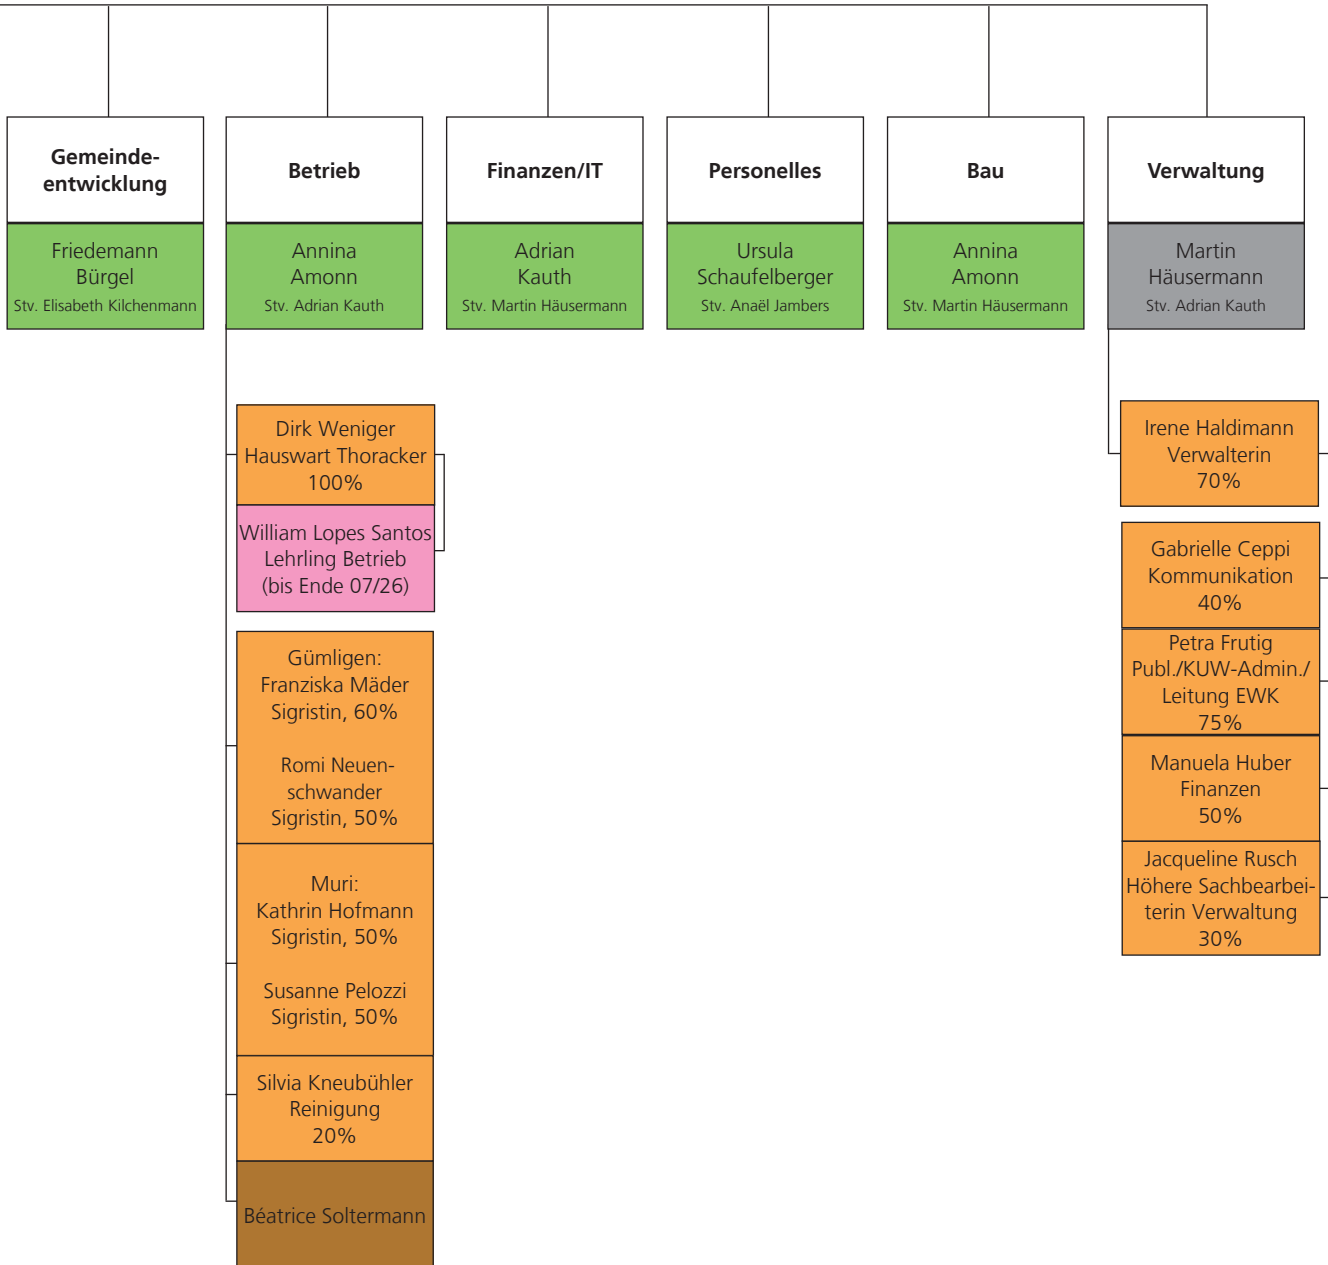 Gemeinde-
entwicklung
Friedemann
Bürgel
Stv. Elisabeth Kilchenmann
Betrieb
Annina
Amonn
Stv. Adrian Kauth
Finanzen/IT
Adrian
Kauth
Stv. Martin Häusermann
Personelles
Ursula
Schaufelberger
Stv. Anaël Jambers
Bau
Annina
Amonn
Stv. Martin Häusermann
Verwaltung
Martin
Häusermann
Stv. Adrian Kauth
Dirk Weniger
Hauswart Thoracker
100%
William Lopes Santos
Lehrling Betrieb
(bis Ende 07/26)
Gümligen:
Franziska Mäder
Sigristin, 60%
Romi Neuen-
schwander
Sigristin, 50%
Muri:
Kathrin Hofmann
Sigristin, 50%
Susanne Pelozzi
Sigristin, 50%
Silvia Kneubühler
Reinigung
20%
Béatrice Soltermann
Irene Haldimann
Verwalterin
70%
Gabrielle Ceppi
Kommunikation
40%
Petra Frutig
Publ./KUW-Admin./
Leitung EWK
75%
Manuela Huber
Finanzen
50%
Jacqueline Rusch
Höhere Sachbearbei-
terin Verwaltung
30%